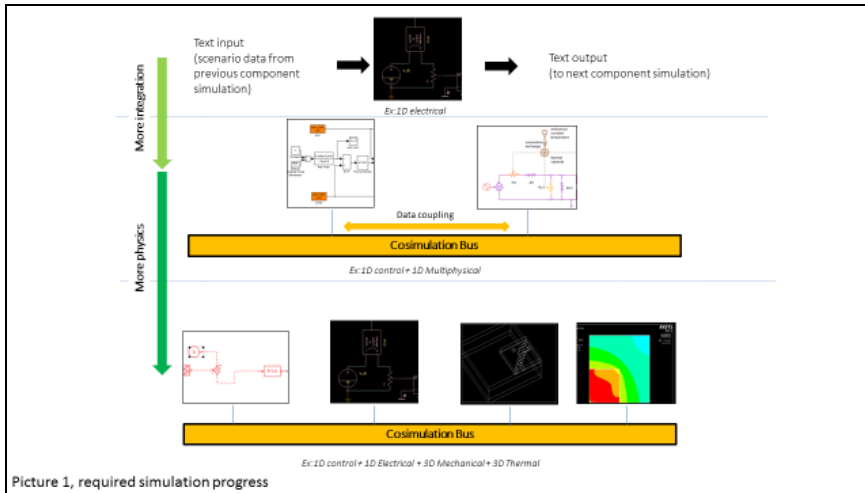 Text input
(scenario data from
previous component
simulation)
Text output
(to next component simulation)
Ex:1D electrical
More integration
Data coupling
Cosimulation Bus
Ex:1D control + 1D Multiphysical
More physics
ANSYS
Cosimulation Bus
Ex:1D control + 1D Electrical + 3D Mechanical + 3D Thermal
Picture 1, required simulation progress